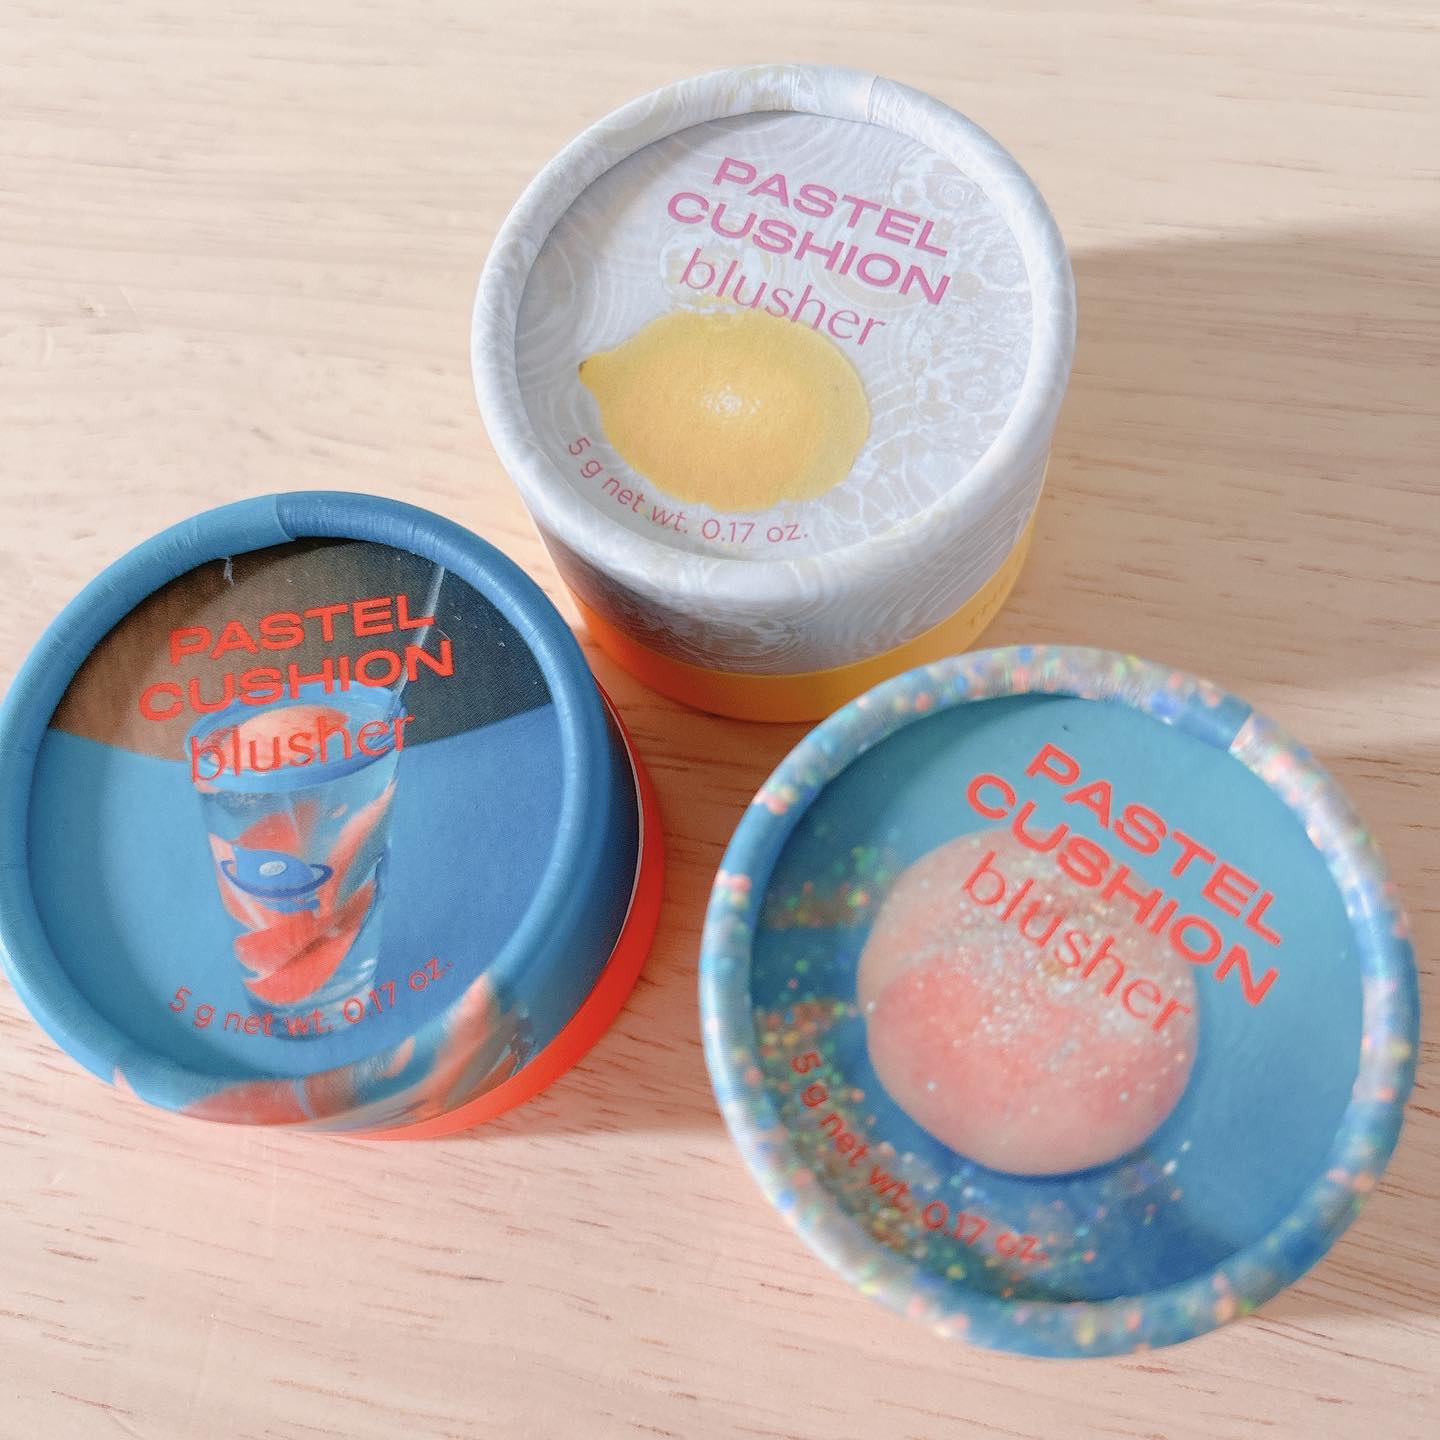 PASTEL
CUSHION
blusher
5 g net wt. 0.17 oz.
PASTEL
CUSHION
blusher
5 g net wt. 0.17 oz.
PASTEL
CUSHION
blusher
5 g net wt. 0.17 oz.